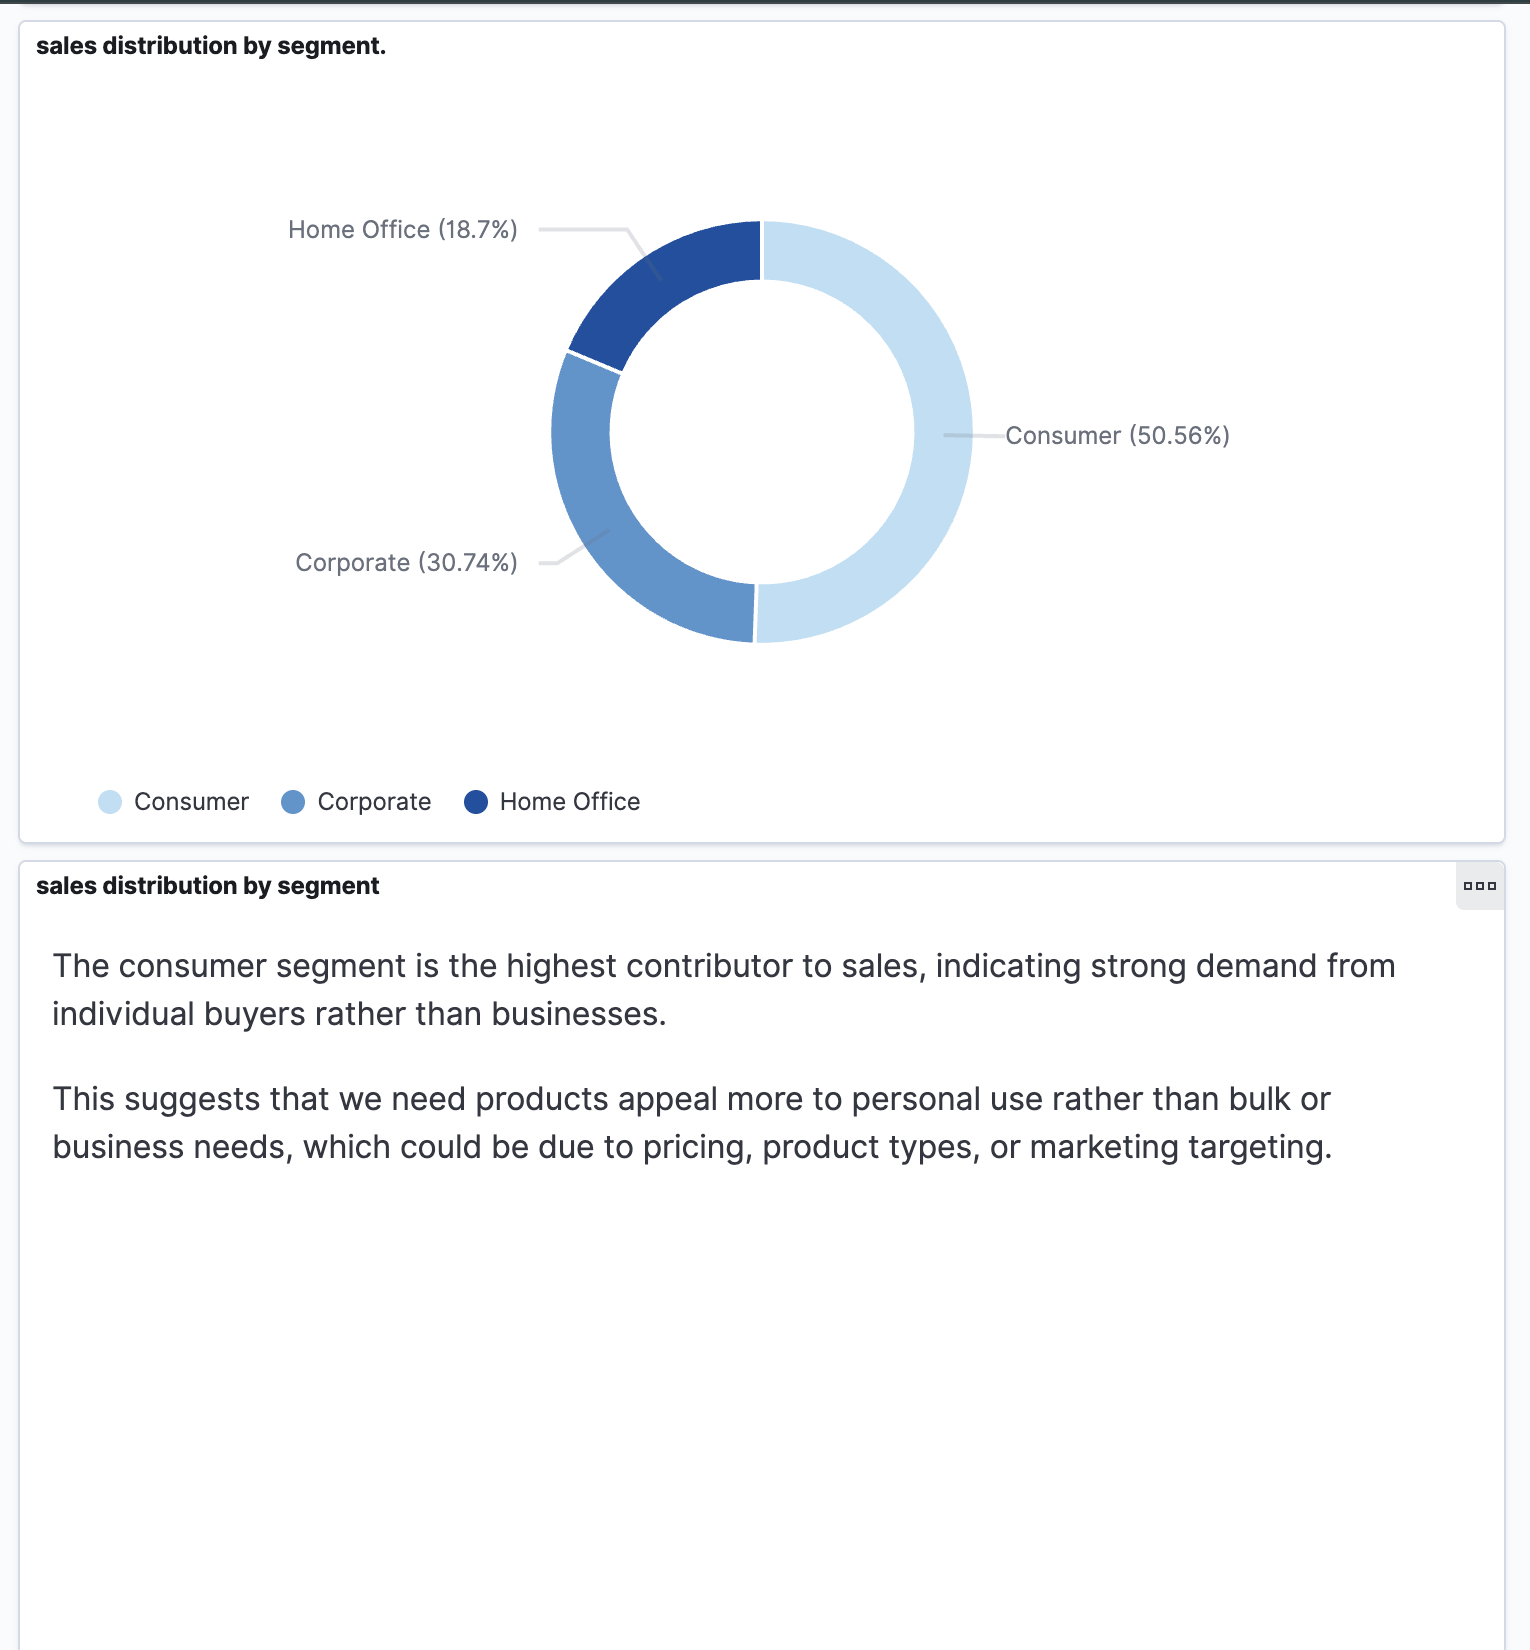 sales distribution by segment.
Home Office (18.7%)
Consumer (50.56%)
Corporate (30.74%)
Consumer
Corporate
Home Office
sales distribution by segment
The consumer segment is the highest contributor to sales, indicating strong demand from
individual buyers rather than businesses.
This suggests that we need products appeal more to personal use rather than bulk or
business needs, which could be due to pricing, product types, or marketing targeting.